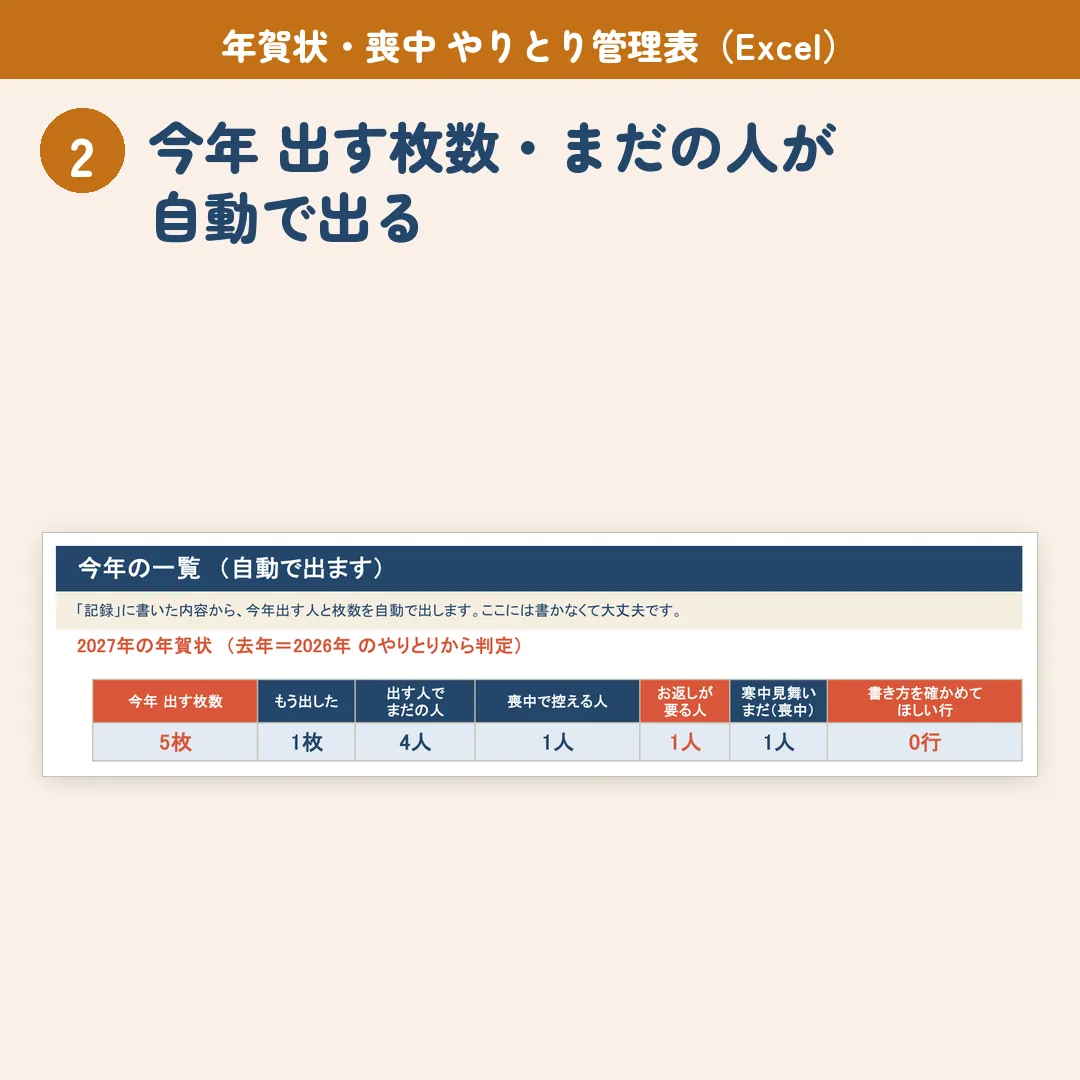 年賀状・喪中 やりとり管理表（Excel）
2
今年 出す枚数・まだの人が
自動で出る
今年の一覧 （自動で出ます）
「記録」に書いた内容から、今年出す人と枚数を自動で出します。ここには書かなくて大丈夫です。
2027年の年賀状 （去年＝2026年 のやりとりから判定）
今年 出す枚数
もう出した
出す人で
まだの人
喪中で控える人
お返しが
要る人
寒中見舞い
まだ(喪中)
書き方を確かめて
ほしい行
5枚
1枚
4人
1人
1人
1人
0行